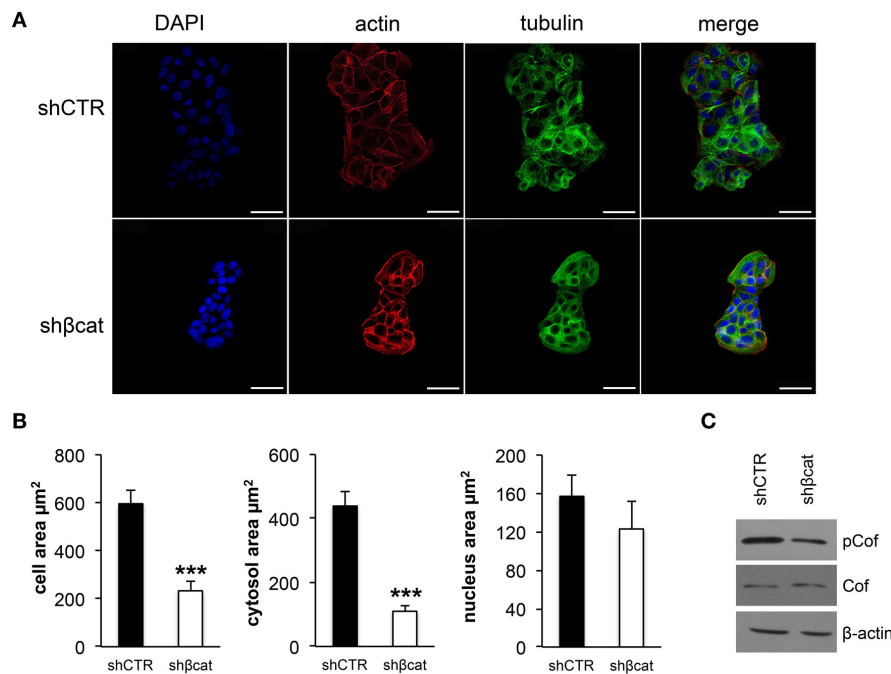 A
DAPI actin tubulin merge
shCTR
shβcat
B
cell area µm²
800
600
400
200
0
shCTR shβcat
***
cytosol area µm²
600
400
200
0
shCTR shβcat
***
nucleus area µm²
200
160
120
80
40
0
shCTR shβcat
C
shCTR shβcat
pCof
Cof
β-actin